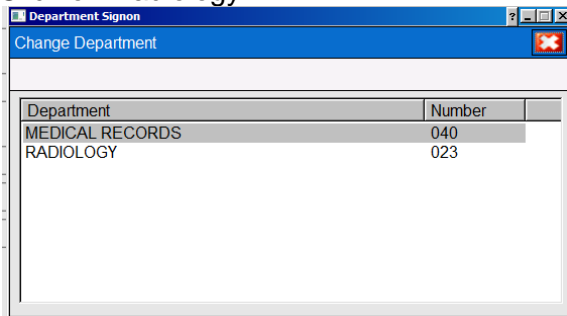 Department Signon
Change Department
Department Number
MEDICAL RECORDS 040
RADIOLOGY 023